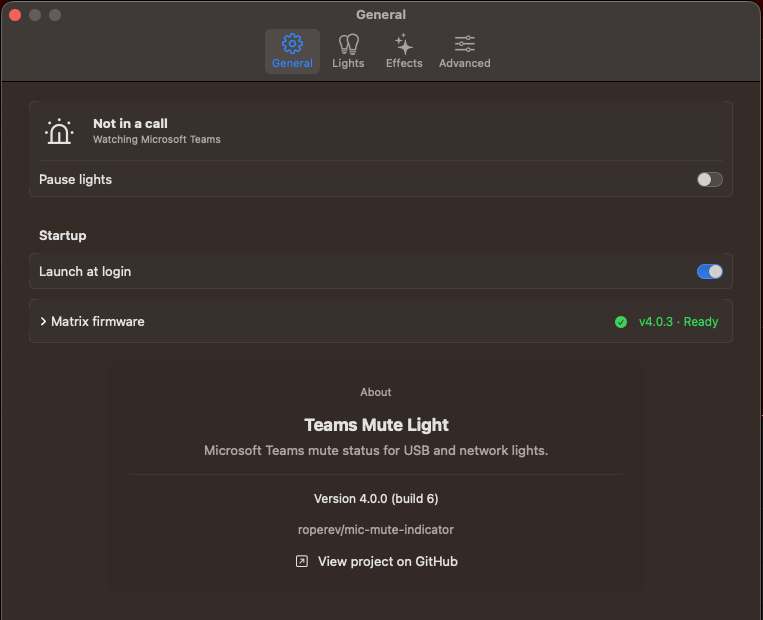 General
General
Lights
Effects
Advanced
Not in a call
Watching Microsoft Teams
Pause lights
Startup
Launch at login
Matrix firmware
v4.0.3 · Ready
About
Teams Mute Light
Microsoft Teams mute status for USB and network lights.
Version 4.0.0 (build 6)
roperev/mic-mute-indicator
View project on GitHub